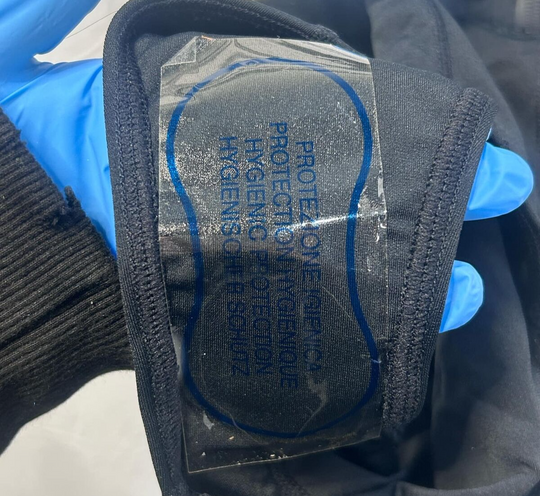 PROTEZIONE IGIENICA
PROTECTION HYGIENIQUE
HYGIENIC PROTECTION
HYGIENISCHER SCHUTZ